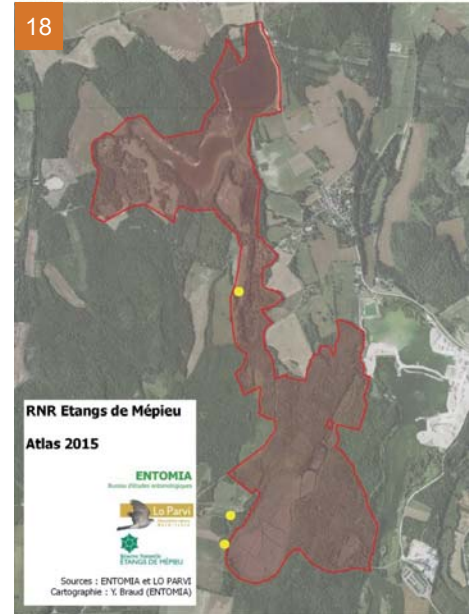 18
RNR Etangs de Mépieu
Atlas 2015
ENTOMIA
Bureau d'études entomologiques
Lo Parvi
ETANGS DE MÉPIEU
Sources : ENTOMIA et LO PARVI
Cartographie : Y. Braud (ENTOMIA)